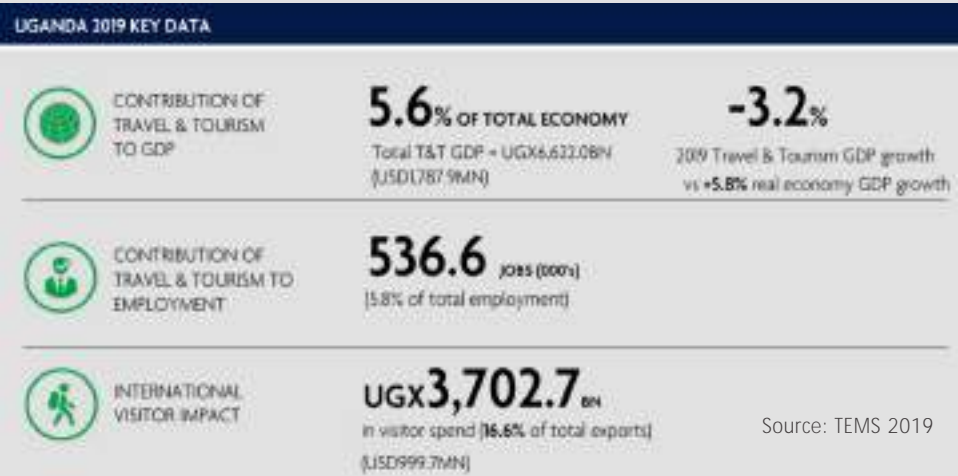 UGANDA 2019 KEY DATA
CONTRIBUTION OF
TRAVEL & TOURISM
TO GDP
5.6% OF TOTAL ECONOMY
Total T&T GDP = UGX6,622.0BN
(USD1,787.9MN)
-3.2%
2019 Travel & Tourism GDP growth
vs +5.8% real economy GDP growth
CONTRIBUTION OF
TRAVEL & TOURISM TO
EMPLOYMENT
536.6 JOBS (000's)
(5.8% of total employment)
INTERNATIONAL
VISITOR IMPACT
UGX3,702.7BN
in visitor spend (16.6% of total exports)
(USD999.7MN)
Source: TEMS 2019